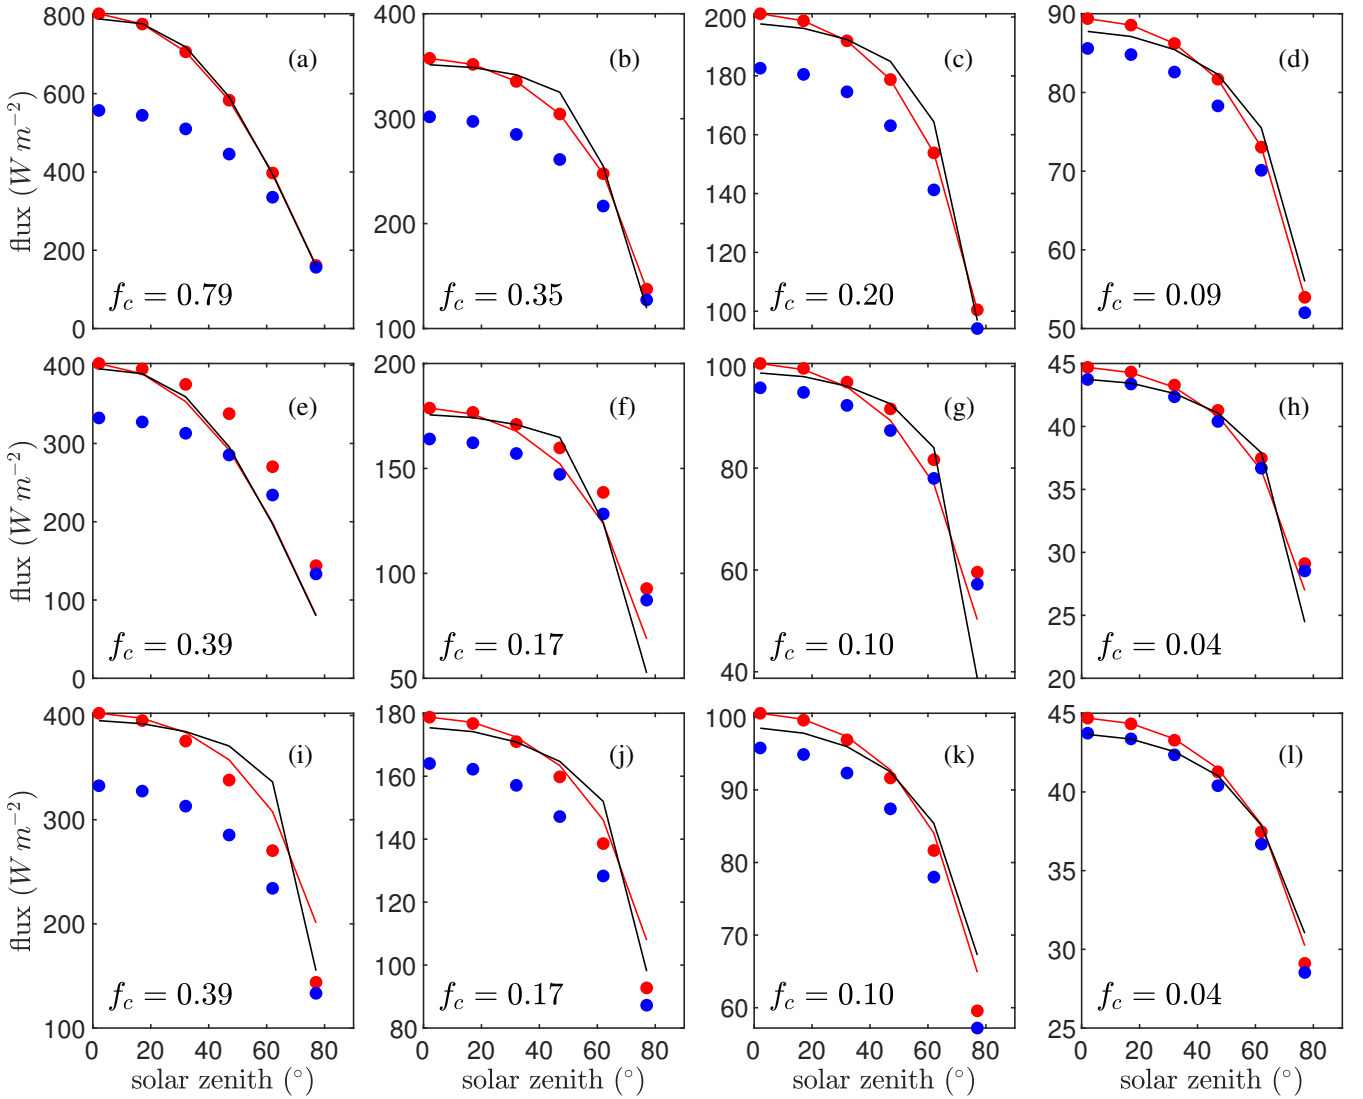 flux (W m⁻²)
800
600
400
200
0
(a)
f_c = 0.79
400
300
200
100
(b)
f_c = 0.35
200
180
160
140
120
100
(c)
f_c = 0.20
90
80
70
60
50
(d)
f_c = 0.09
flux (W m⁻²)
400
300
200
100
0
(e)
f_c = 0.39
200
150
100
50
(f)
f_c = 0.17
100
80
60
40
(g)
f_c = 0.10
45
40
35
30
25
20
(h)
f_c = 0.04
flux (W m⁻²)
400
300
200
100
(i)
f_c = 0.39
0 20 40 60 80
solar zenith (°)
180
160
140
120
100
80
(j)
f_c = 0.17
0 20 40 60 80
solar zenith (°)
100
90
80
70
60
(k)
f_c = 0.10
0 20 40 60 80
solar zenith (°)
45
40
35
30
25
(l)
f_c = 0.04
0 20 40 60 80
solar zenith (°)